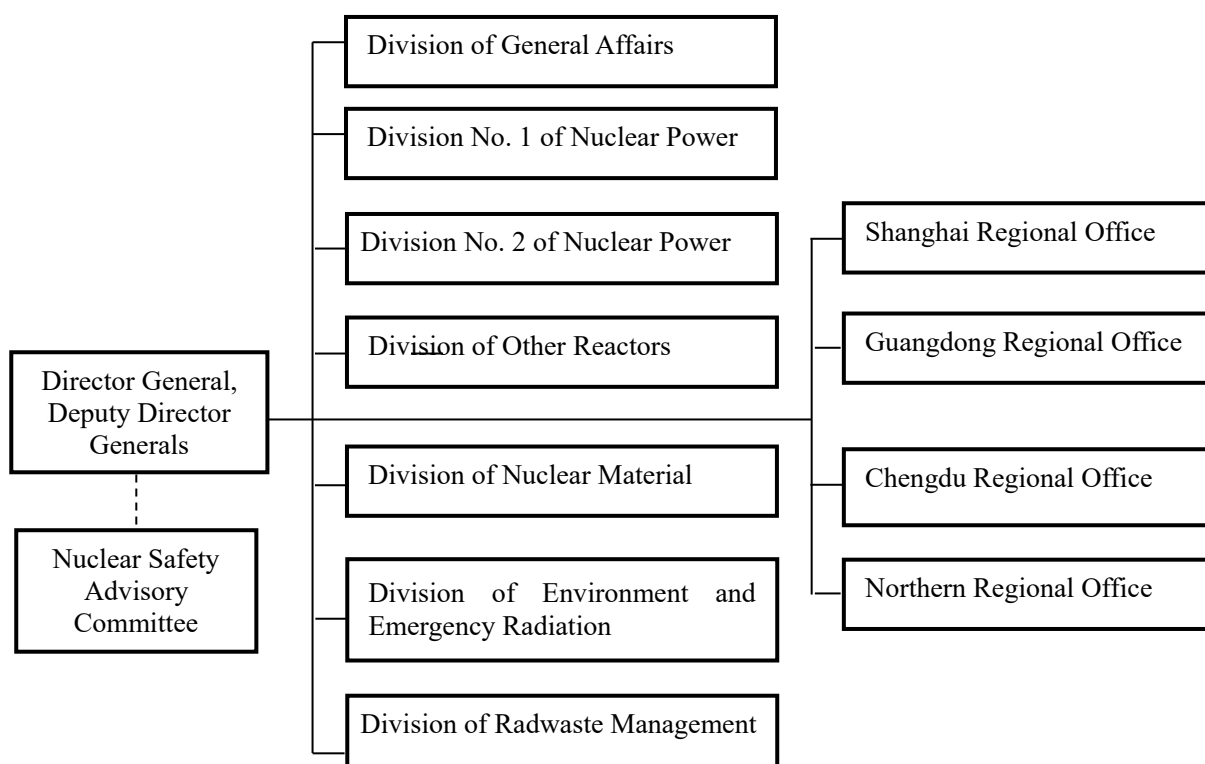 Division of General Affairs
Division No. 1 of Nuclear Power
Division No. 2 of Nuclear Power
Division of Other Reactors
Director General,
Deputy Director
Generals
Division of Nuclear Material
Nuclear Safety
Advisory
Committee
Division of Environment and
Emergency Radiation
Division of Radwaste Management
Shanghai Regional Office
Guangdong Regional Office
Chengdu Regional Office
Northern Regional Office